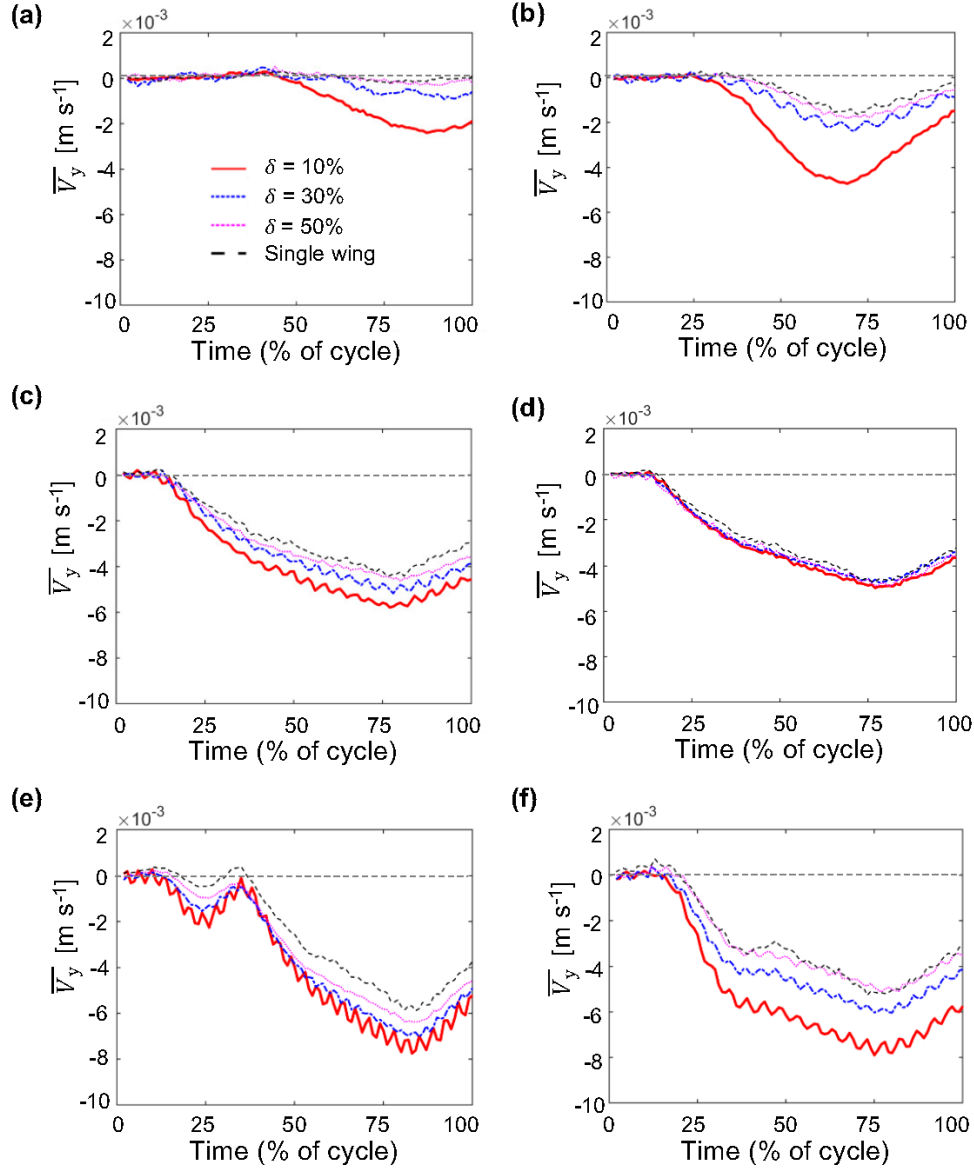 (a)
×10⁻³
2
0
-2
-4
-6
-8
-10
V̅y [m s⁻¹]
δ = 10%
δ = 30%
δ = 50%
Single wing
0 25 50 75 100
Time (% of cycle)
(b)
×10⁻³
2
0
-2
-4
-6
-8
-10
V̅y [m s⁻¹]
0 25 50 75 100
Time (% of cycle)
(c)
×10⁻³
2
0
-2
-4
-6
-8
-10
V̅y [m s⁻¹]
0 25 50 75 100
Time (% of cycle)
(d)
×10⁻³
2
0
-2
-4
-6
-8
-10
V̅y [m s⁻¹]
0 25 50 75 100
Time (% of cycle)
(e)
×10⁻³
2
0
-2
-4
-6
-8
-10
V̅y [m s⁻¹]
0 25 50 75 100
Time (% of cycle)
(f)
×10⁻³
2
0
-2
-4
-6
-8
-10
V̅y [m s⁻¹]
0 25 50 75 100
Time (% of cycle)